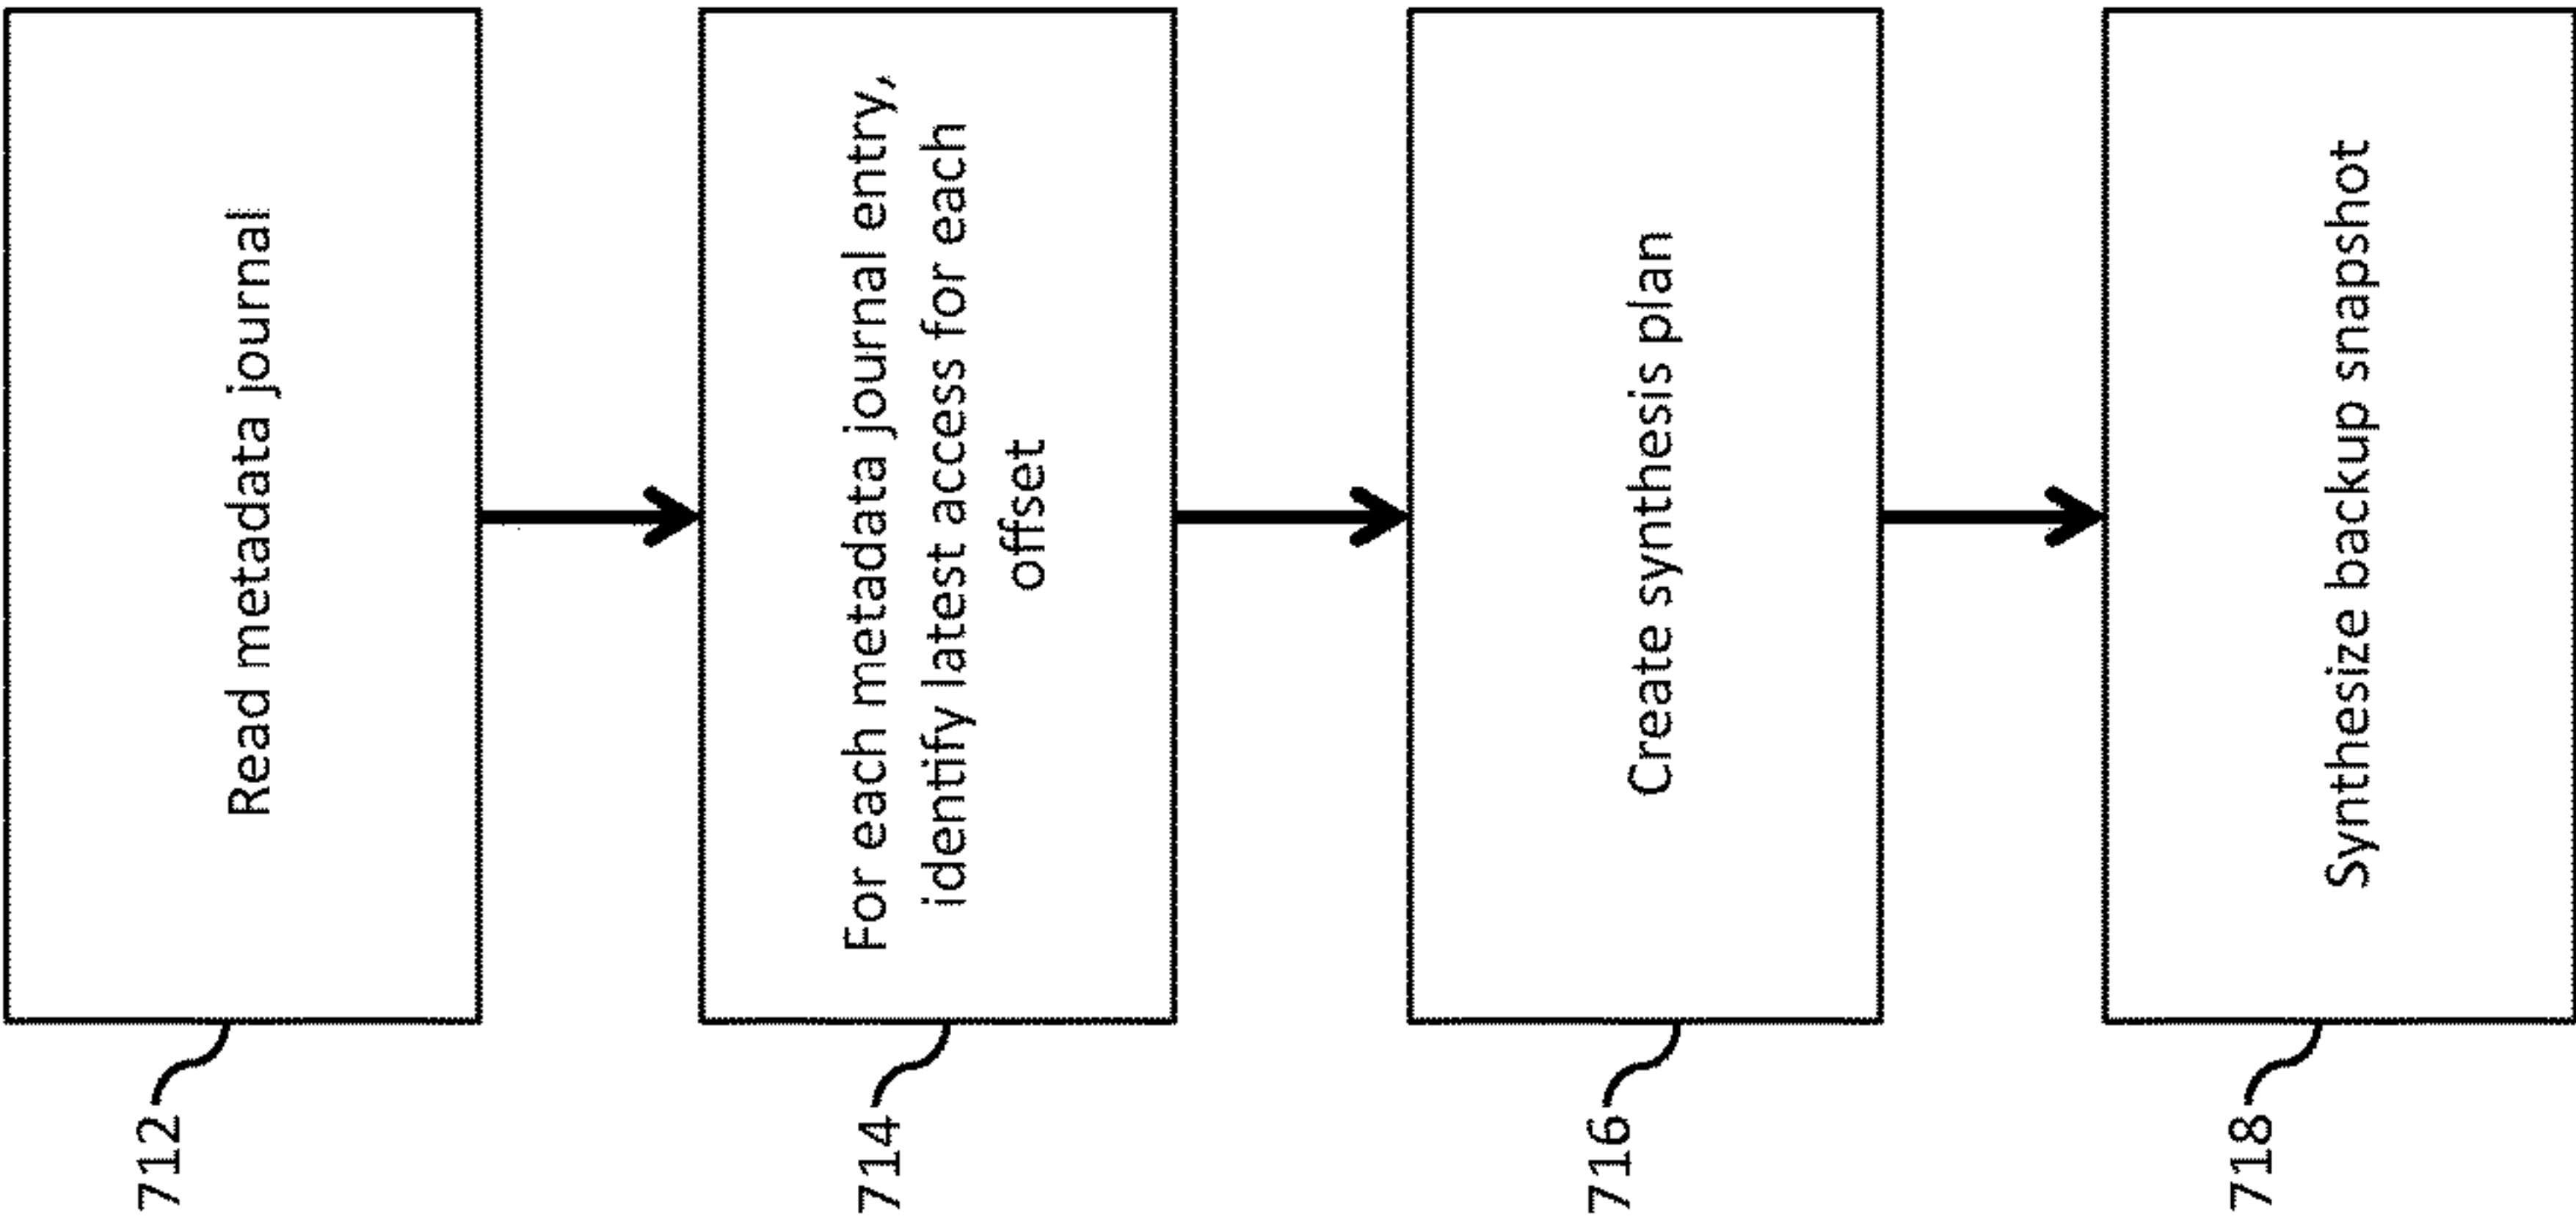 712
Read metadata journal
714
For each metadata journal entry,
identify latest access for each
offset
716
Create synthesis plan
718
Synthesize backup snapshot